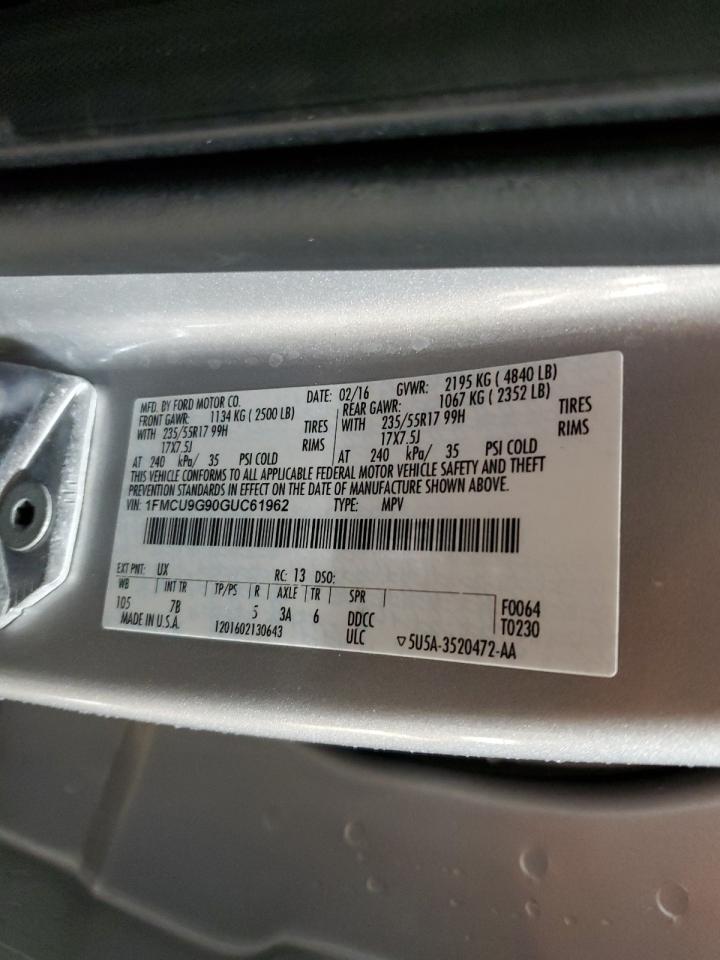 MFD. BY FORD MOTOR CO. DATE: 02/16 GVWR: 2195 KG ( 4840 LB)
FRONT GAWR: 1134 KG ( 2500 LB) REAR GAWR: 1067 KG ( 2352 LB)
WITH 235/55R17 99H TIRES WITH 235/55R17 99H TIRES
17X7.5J RIMS 17X7.5J RIMS
AT 240 kPa/ 35 PSI COLD AT 240 kPa/ 35 PSI COLD
THIS VEHICLE CONFORMS TO ALL APPLICABLE FEDERAL MOTOR VEHICLE SAFETY AND THEFT
PREVENTION STANDARDS IN EFFECT ON THE DATE OF MANUFACTURE SHOWN ABOVE.
VIN: 1FMCU9G90GUC61962 TYPE: MPV
EXT PNT: UX RC: 13 DSO:
WB INT TR TP/PS R AXLE TR SPR
105 7B 5 3A 6 DDCC F0064
MADE IN U.S.A. 1201602130643 ULC T0230
5U5A-3520472-AA